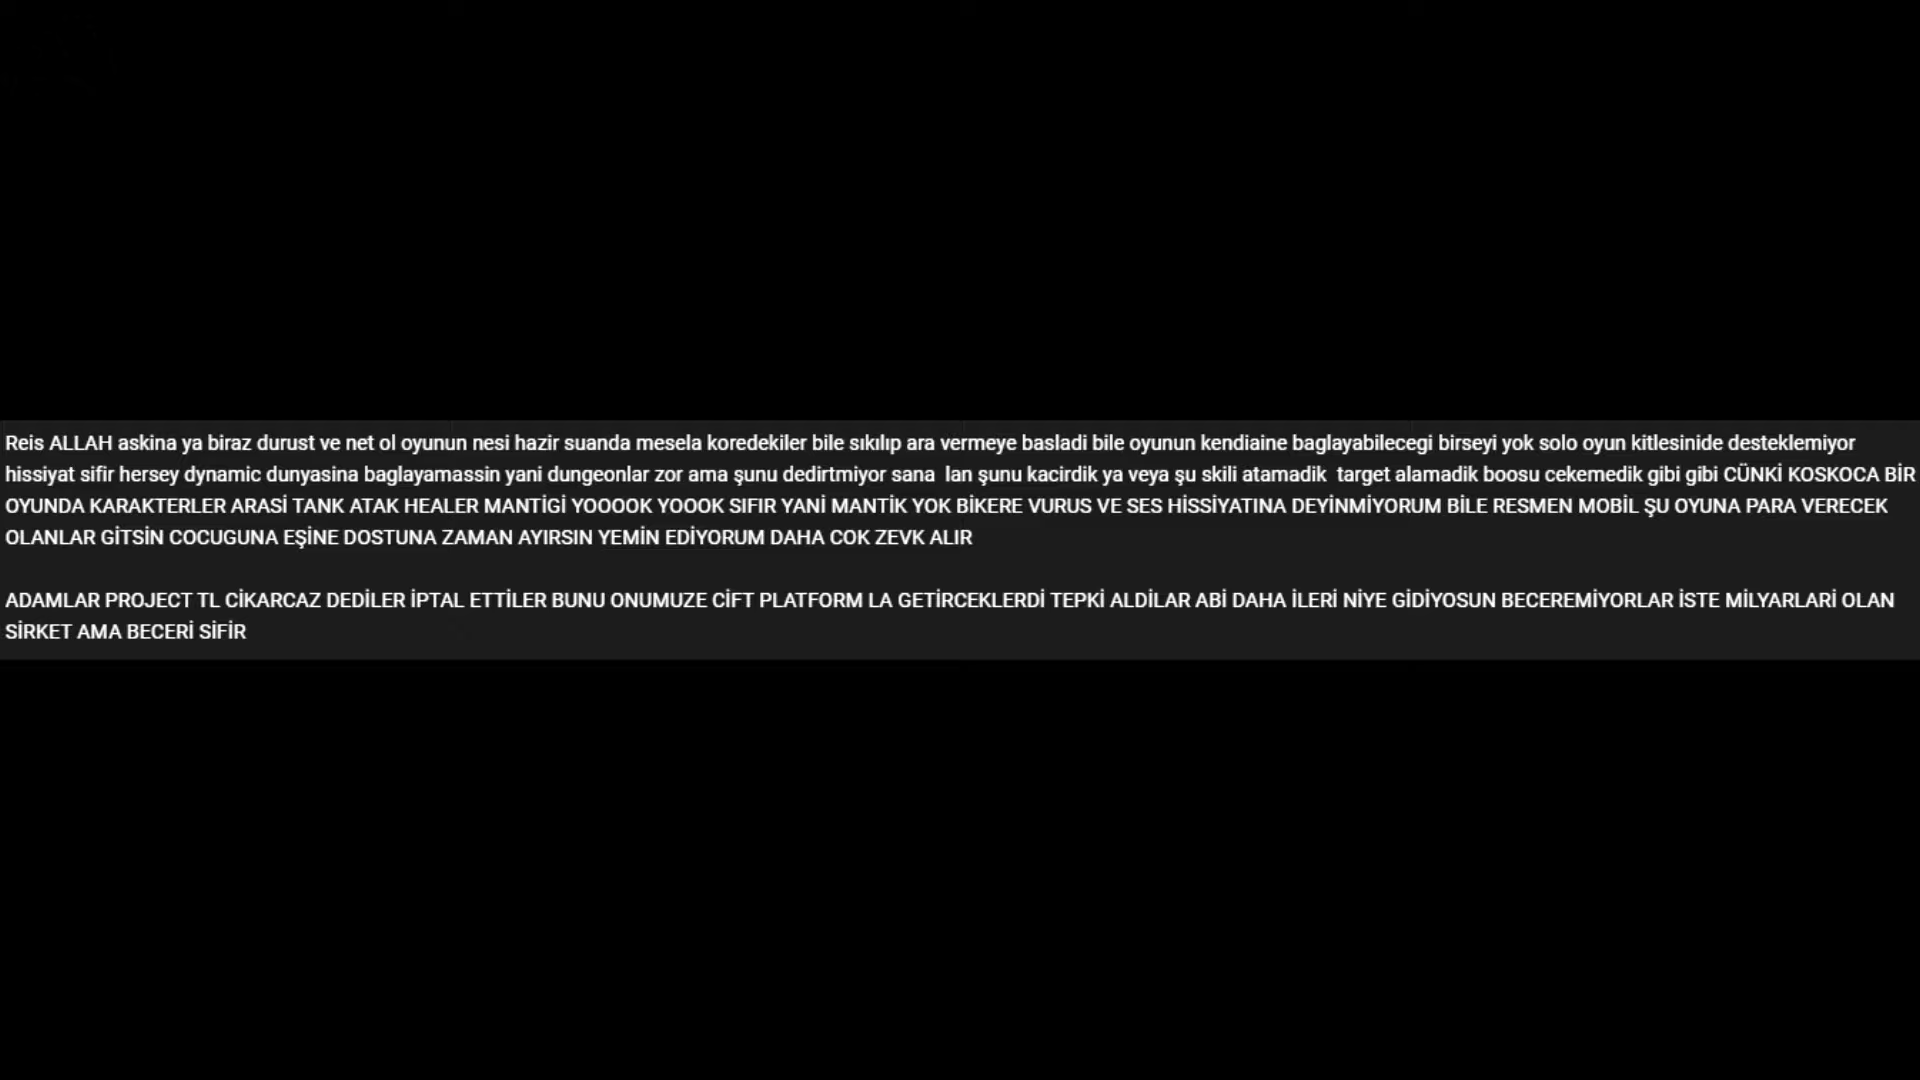 Reis ALLAH askina ya biraz durust ve net ol oyunun nesi hazir suanda mesela koredekiler bile sıkılıp ara vermeye basladi bile oyunun kendiaine baglayabilecegi birseyi yok solo oyun kitlesinide desteklemiyor
hissiyat sifir hersey dynamic dunyasina baglayamassin yani dungeonlar zor ama şunu dedirtmiyor sana  lan şunu kacirdik ya veya şu skili atamadik  target alamadik boosu cekemedik gibi gibi CÜNKİ KOSKOCA BİR
OYUNDA KARAKTERLER ARASİ TANK ATAK HEALER MANTİGİ YOOOOK YOOOK SIFIR YANİ MANTİK YOK BİKERE VURUS VE SES HİSSİYATINA DEYİNMİYORUM BİLE RESMEN MOBİL ŞU OYUNA PARA VERECEK
OLANLAR GİTSİN COCUGUNA EŞİNE DOSTUNA ZAMAN AYIRSIN YEMİN EDİYORUM DAHA COK ZEVK ALIR
ADAMLAR PROJECT TL CİKARCAZ DEDİLER İPTAL ETTİLER BUNU ONUMUZE CİFT PLATFORM LA GETİRCEKLERDİ TEPKİ ALDİLAR ABİ DAHA İLERİ NİYE GİDİYOSUN BECEREMİYORLAR İSTE MİLYARLARİ OLAN
SİRKET AMA BECERİ SİFİR